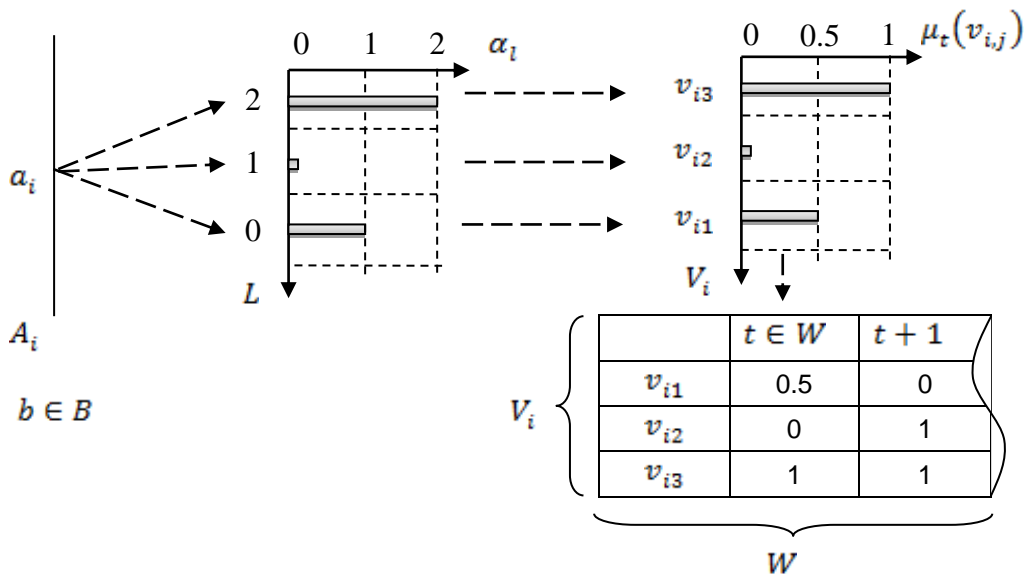 0 1 2 α_l
2
1
0
L
a_i
A_i
b ∈ B
0 0.5 1 μ_t(v_{i,j})
v_{i3}
v_{i2}
v_{i1}
V_i
t ∈ W t + 1
v_{i1} 0.5 0
v_{i2} 0 1
v_{i3} 1 1
V_i
W